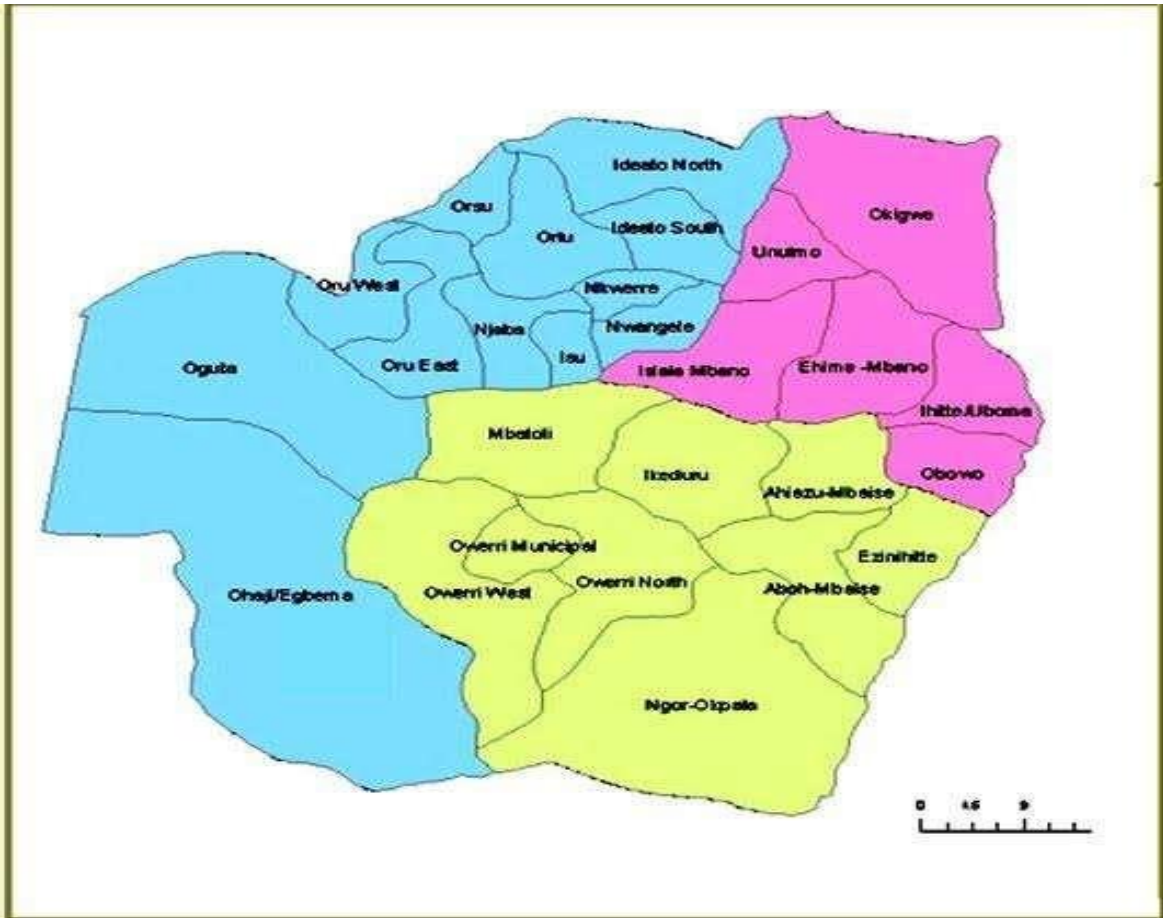 Ideato North
Orsu
Okigwe
Orlu
Ideato South
Unuimo
Oru West
Nkwerre
Njaba
Nwangele
Isu
Oguta
Oru East
Isiala Mbano
Ehime -Mbano
Ihitte/Uboma
Mbatoli
Ikeduru
Obowo
Ahiazu-Mbaise
Owerri Municipal
Ezinihitte
Owerri North
Ohaji/Egbema
Owerri West
Aboh-Mbaise
Ngor-Okpala
0 4.5 9